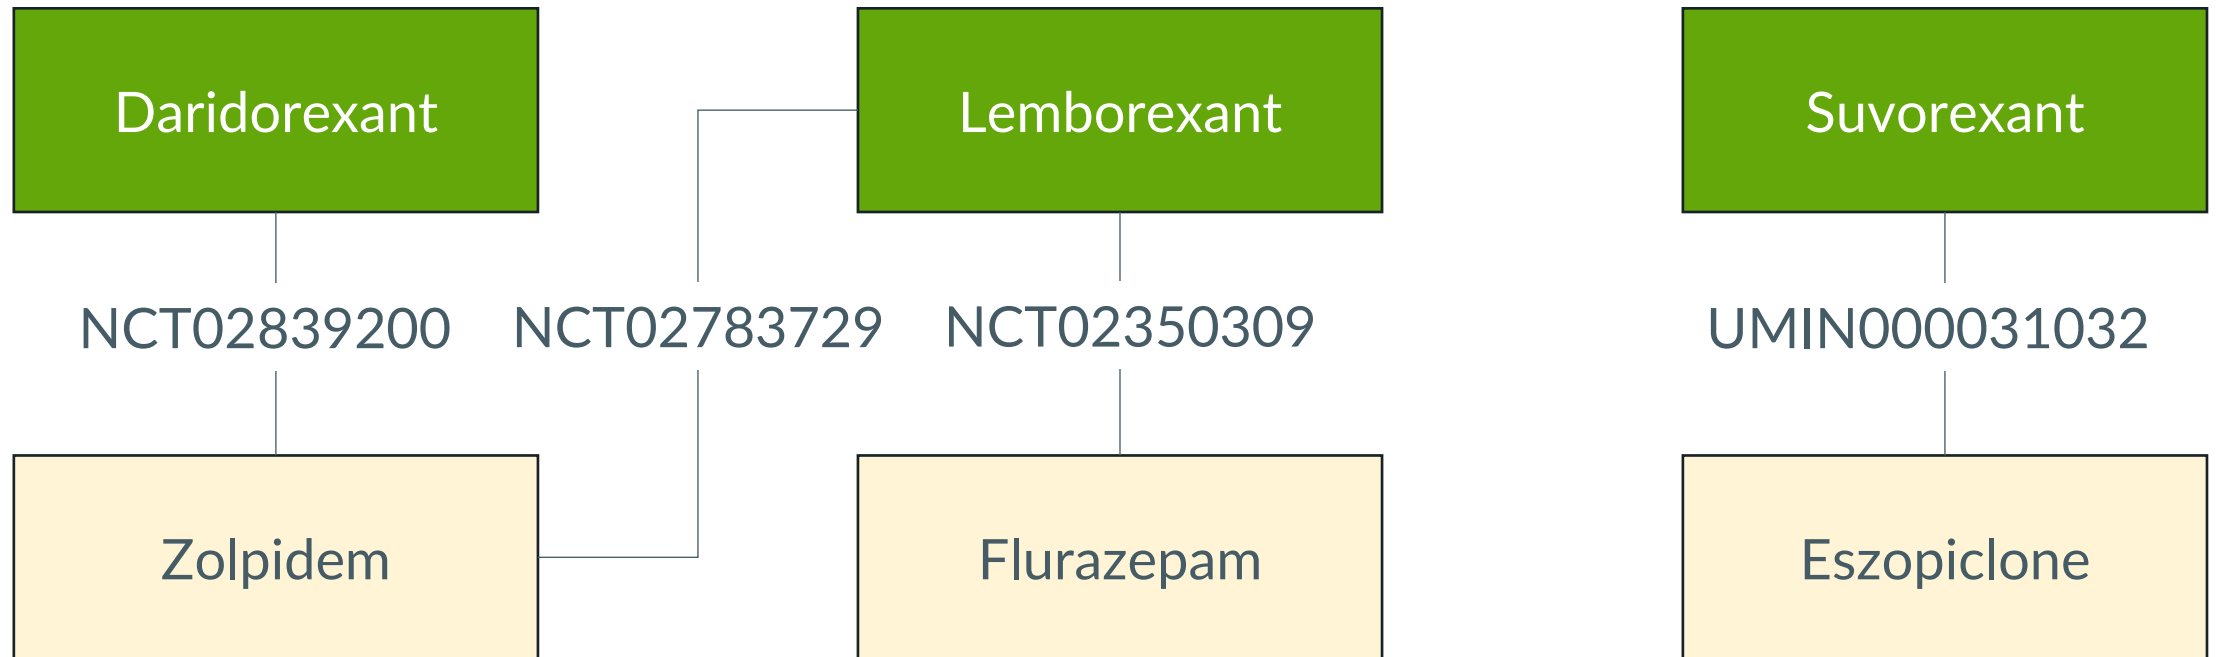 Daridorexant
Lemborexant
Suvorexant
NCT02839200
NCT02783729
NCT02350309
UMIN000031032
Zolpidem
Flurazepam
Eszopiclone